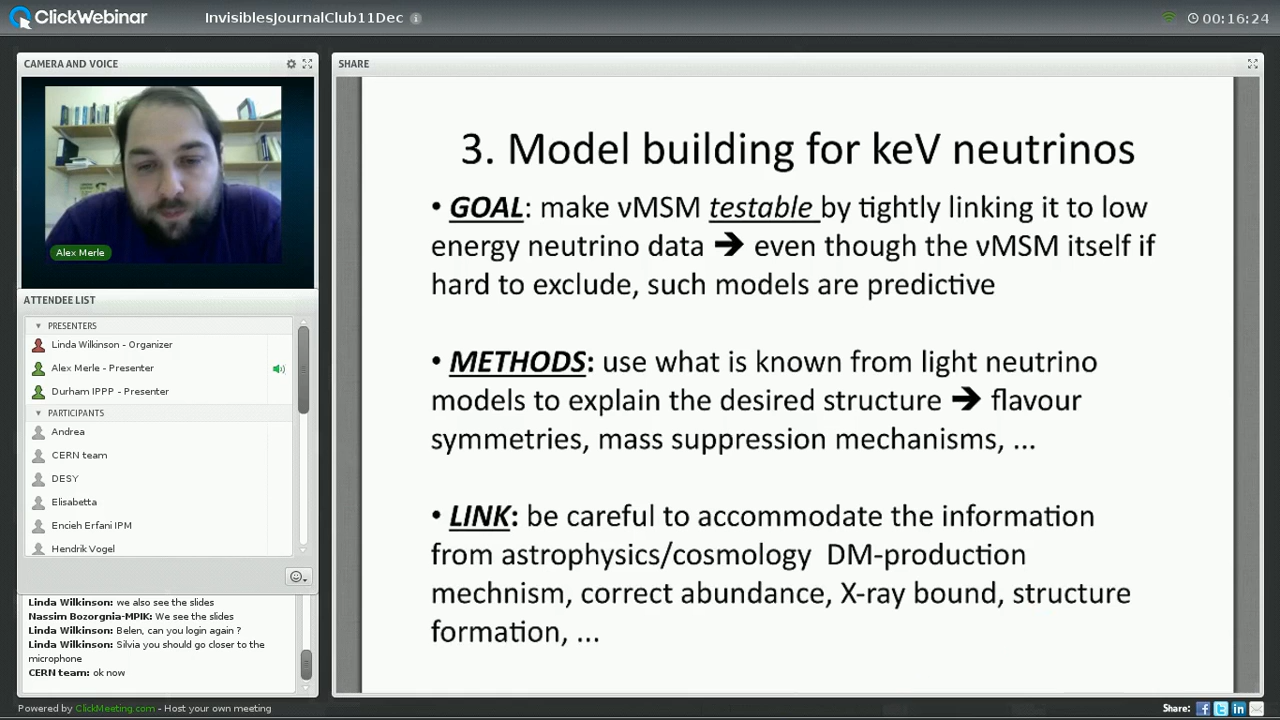 ClickWebinar
InvisiblesJournalClub11Dec
00:16:24
CAMERA AND VOICE
Alex Merle
ATTENDEE LIST
PRESENTERS
Linda Wilkinson - Organizer
Alex Merle - Presenter
Durham IPPP - Presenter
PARTICIPANTS
Andrea
CERN team
DESY
Elisabetta
Encieh Erfani IPM
Hendrik Vogel
Linda Wilkinson: we also see the slides
Nassim Bozorgnia-MPIK: We see the slides
Linda Wilkinson: Belen, can you login again ?
Linda Wilkinson: Silvia you should go closer to the
microphone
CERN team: ok now
SHARE
3. Model building for keV neutrinos
• GOAL: make νMSM testable by tightly linking it to low
energy neutrino data ➔ even though the νMSM itself if
hard to exclude, such models are predictive
• METHODS: use what is known from light neutrino
models to explain the desired structure ➔ flavour
symmetries, mass suppression mechanisms, ...
• LINK: be careful to accommodate the information
from astrophysics/cosmology DM-production
mechnism, correct abundance, X-ray bound, structure
formation, ...
Powered by ClickMeeting.com - Host your own meeting
Share: